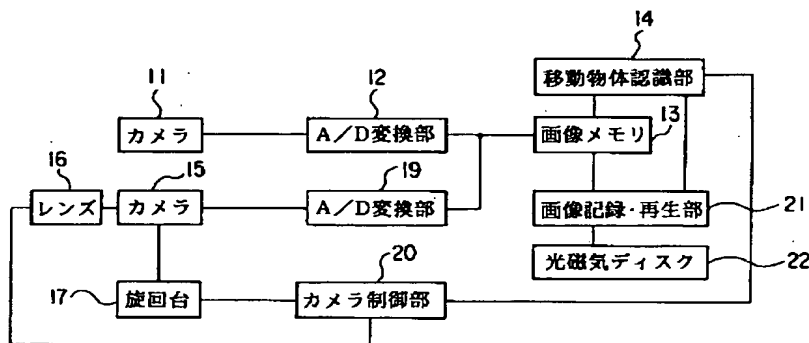 14
移動物体認識部
11
12
13
カメラ
A/D変換部
画像メモリ
16
15
19
レンズ
カメラ
A/D変換部
画像記録・再生部
21
20
光磁気ディスク
22
17
旋回台
カメラ制御部